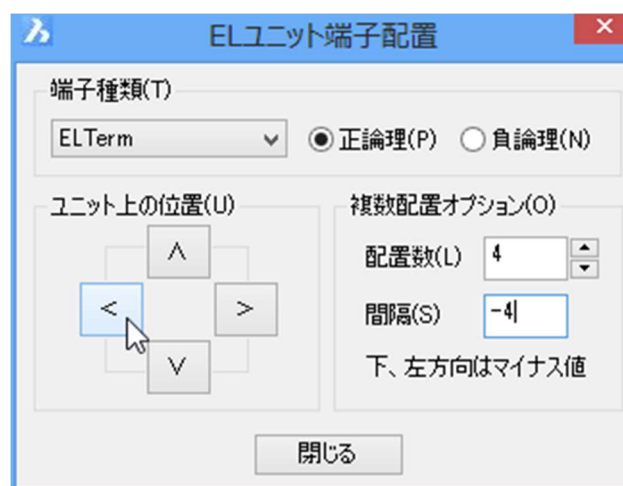 ELユニット端子配置
端子種類(T)
ELTerm 正論理(P) 負論理(N)
ユニット上の位置(U)
複数配置オプション(O)
配置数(L) 4
間隔(S) -4
下、左方向はマイナス値
閉じる